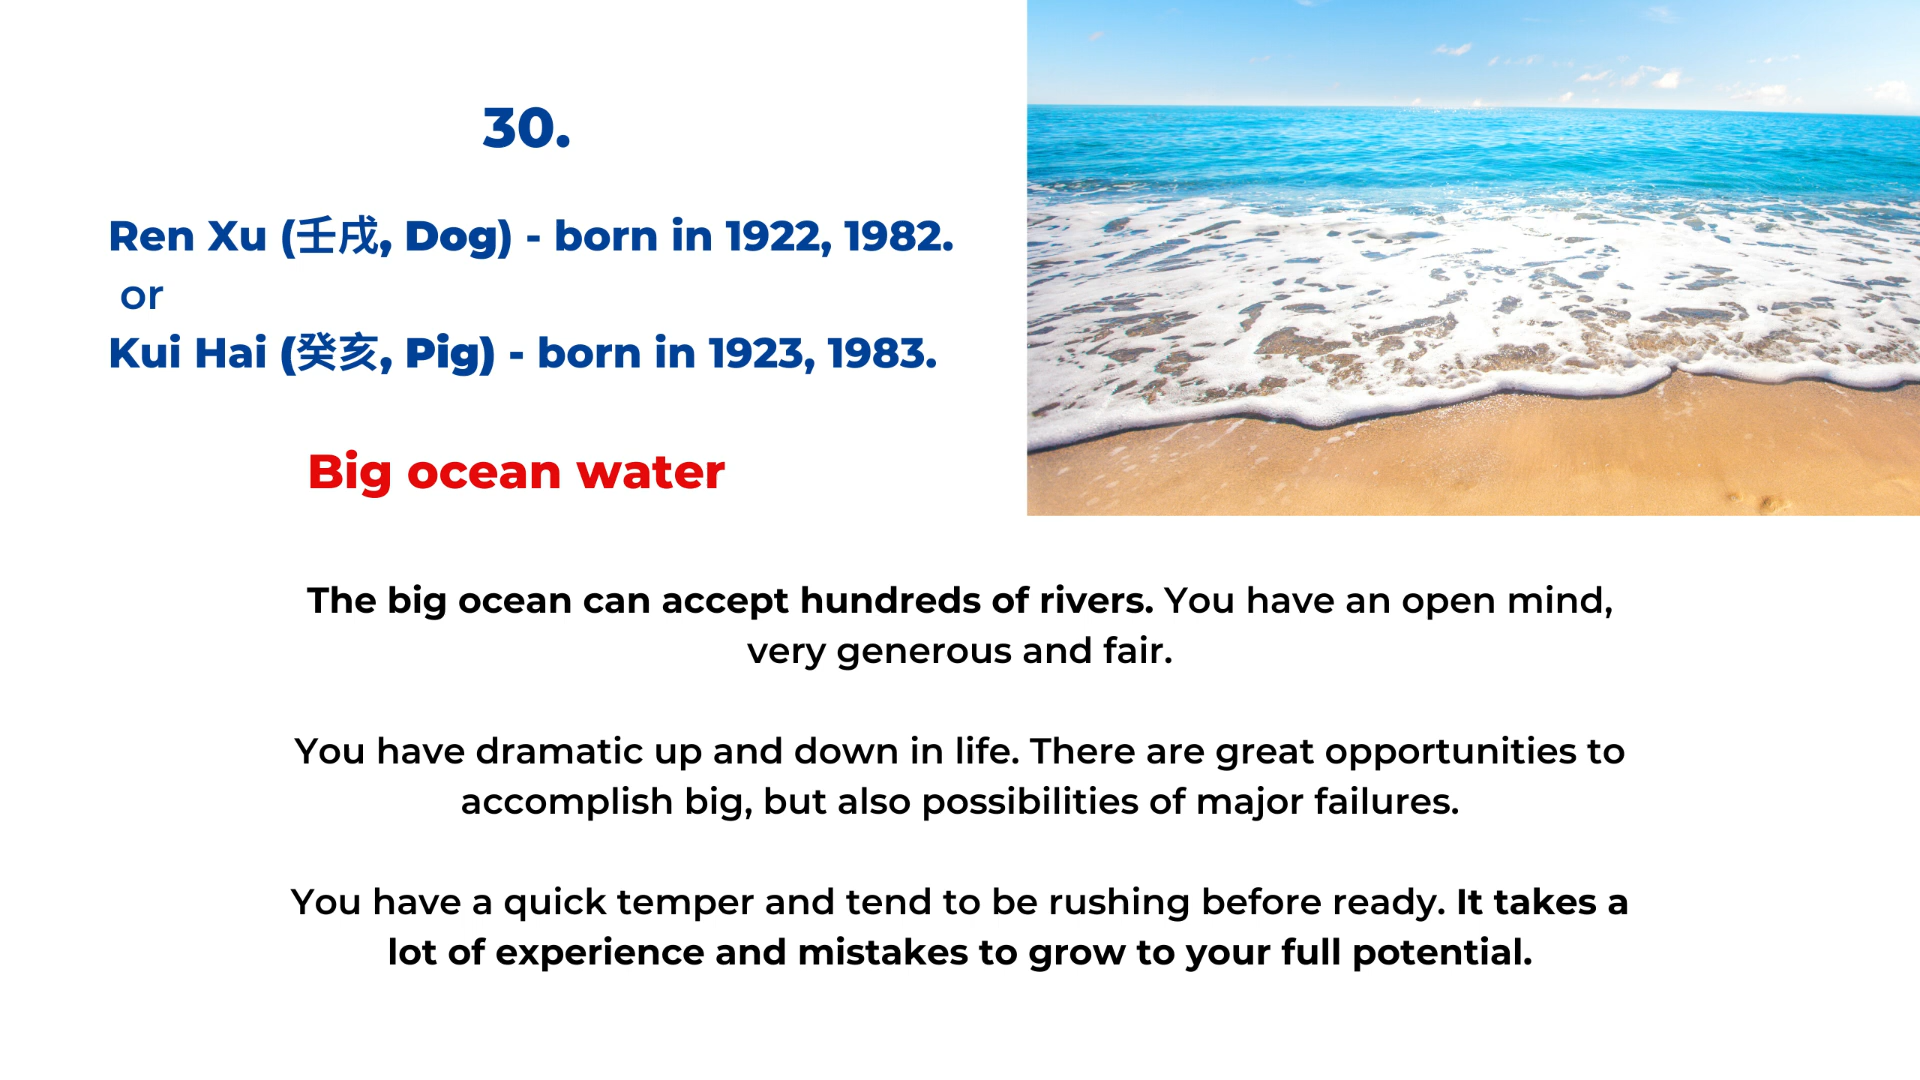 30.
Ren Xu (壬戌, Dog) - born in 1922, 1982.
or
Kui Hai (癸亥, Pig) - born in 1923, 1983.
Big ocean water
The big ocean can accept hundreds of rivers. You have an open mind,
very generous and fair.
You have dramatic up and down in life. There are great opportunities to
accomplish big, but also possibilities of major failures.
You have a quick temper and tend to be rushing before ready. It takes a
lot of experience and mistakes to grow to your full potential.